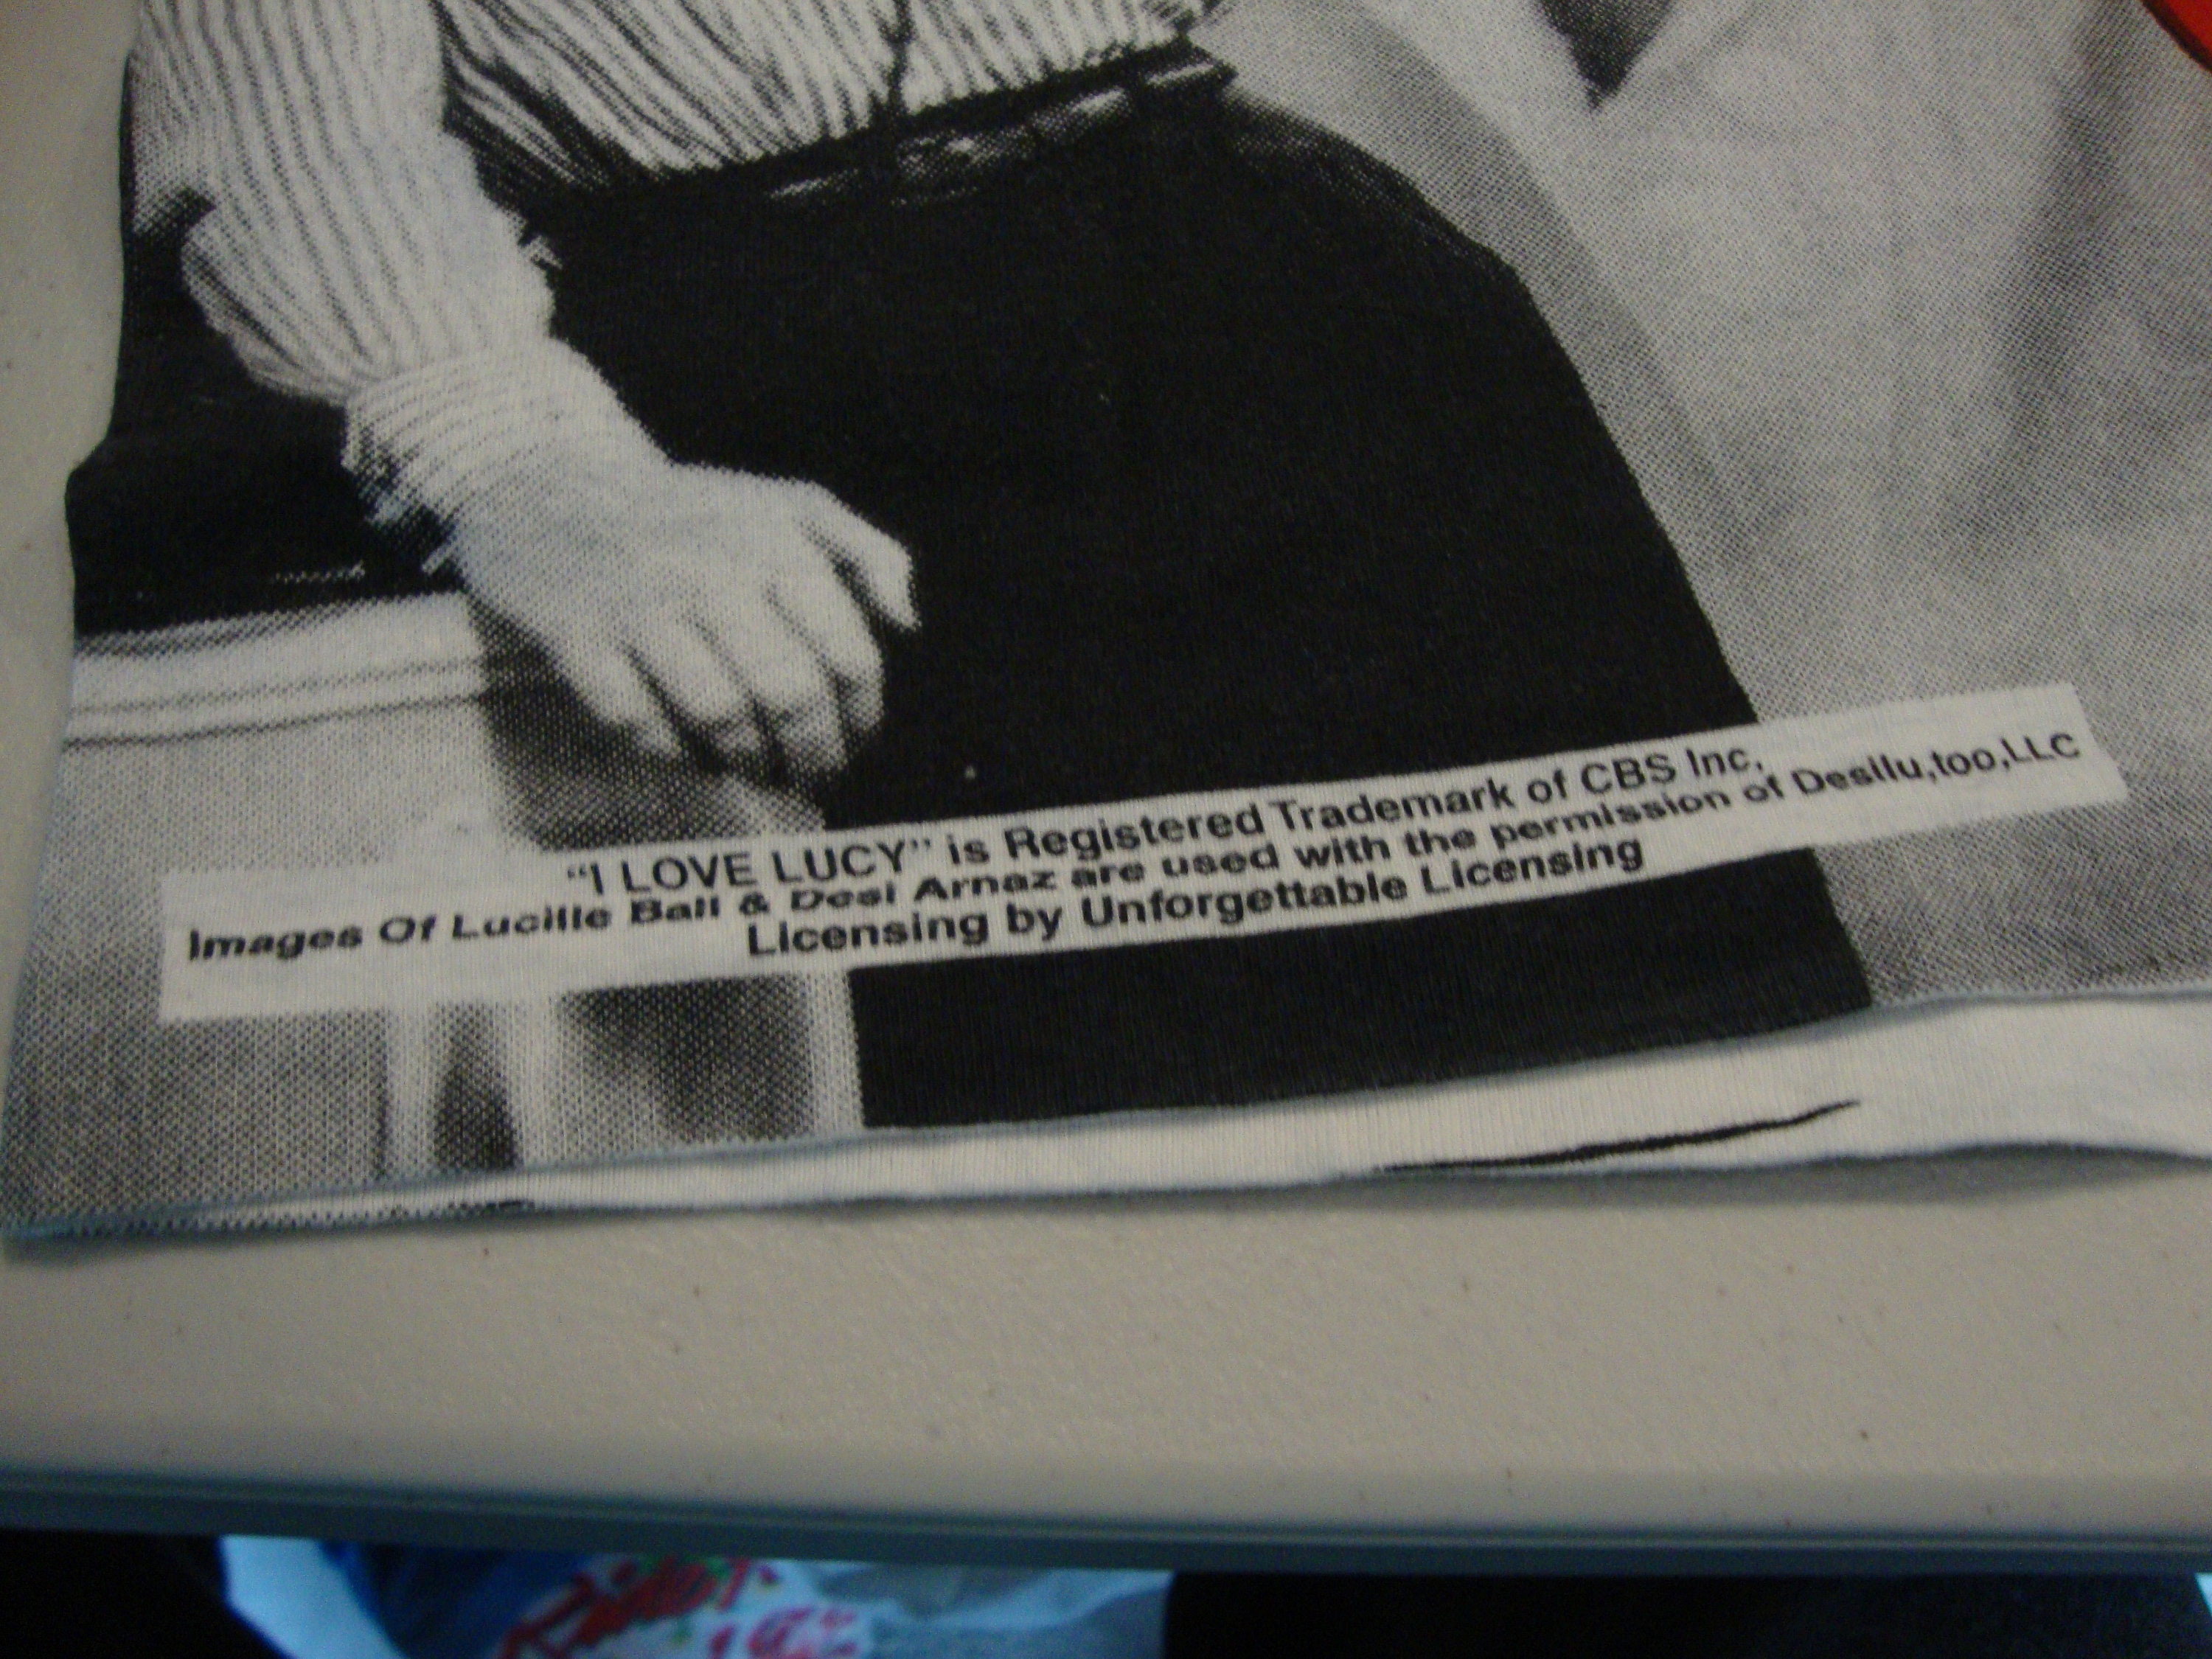 “I LOVE LUCY” is Registered Trademark of CBS Inc,
Images Of Lucille Ball & Desi Arnaz are used with the permission of Desilu,too,LLC
Licensing by Unforgettable Licensing